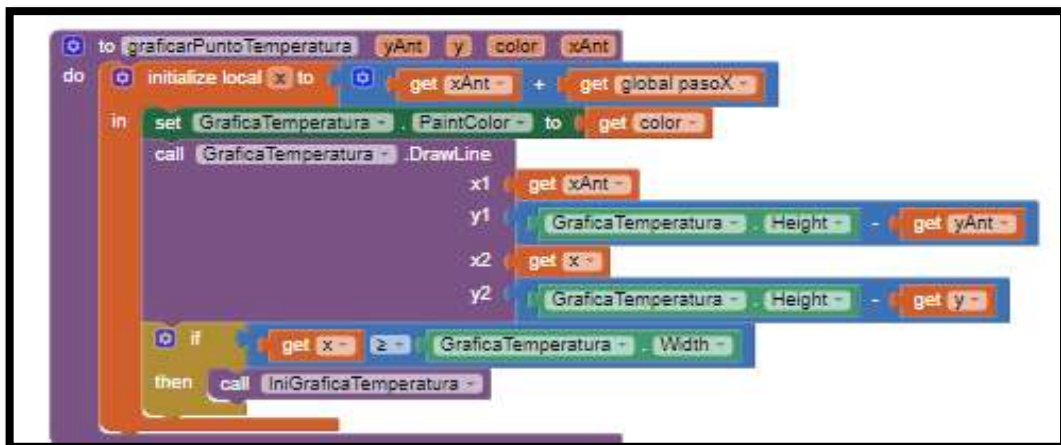 to graficarPuntoTemperatura yAnt y color xAnt
do initialize local x to get xAnt + get global pasoX
in set GraficaTemperatura . PaintColor to get color
call GraficaTemperatura .DrawLine
x1 get xAnt
y1 GraficaTemperatura . Height - get yAnt
x2 get x
y2 GraficaTemperatura . Height - get y
if get x ≥ GraficaTemperatura . Width
then call IniGraficaTemperatura